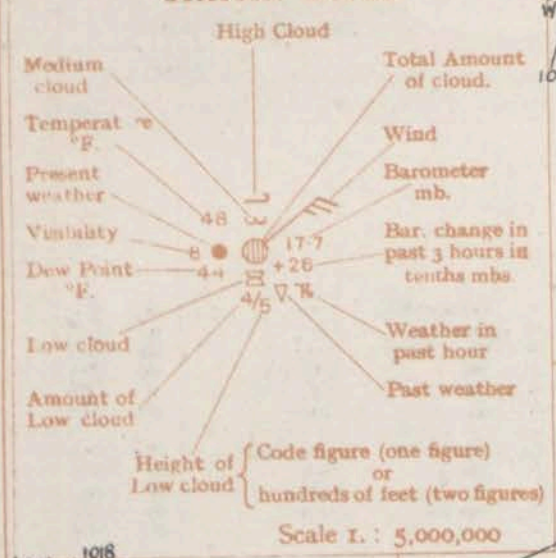 High Cloud
Medium
cloud
Total Amount
of cloud.
Temperat e
°F.
Wind
Present
weather
Barometer
mb.
48
Visibility
8
17·7
Bar. change in
past 3 hours in
tenths mbs.
Dew Point
°F.
44
+26
4/5
Low cloud
Weather in
past hour
Amount of
Low cloud
Past weather
Height of
Low cloud
Code figure (one figure)
or
hundreds of feet (two figures)
Scale 1. : 5,000,000
1018